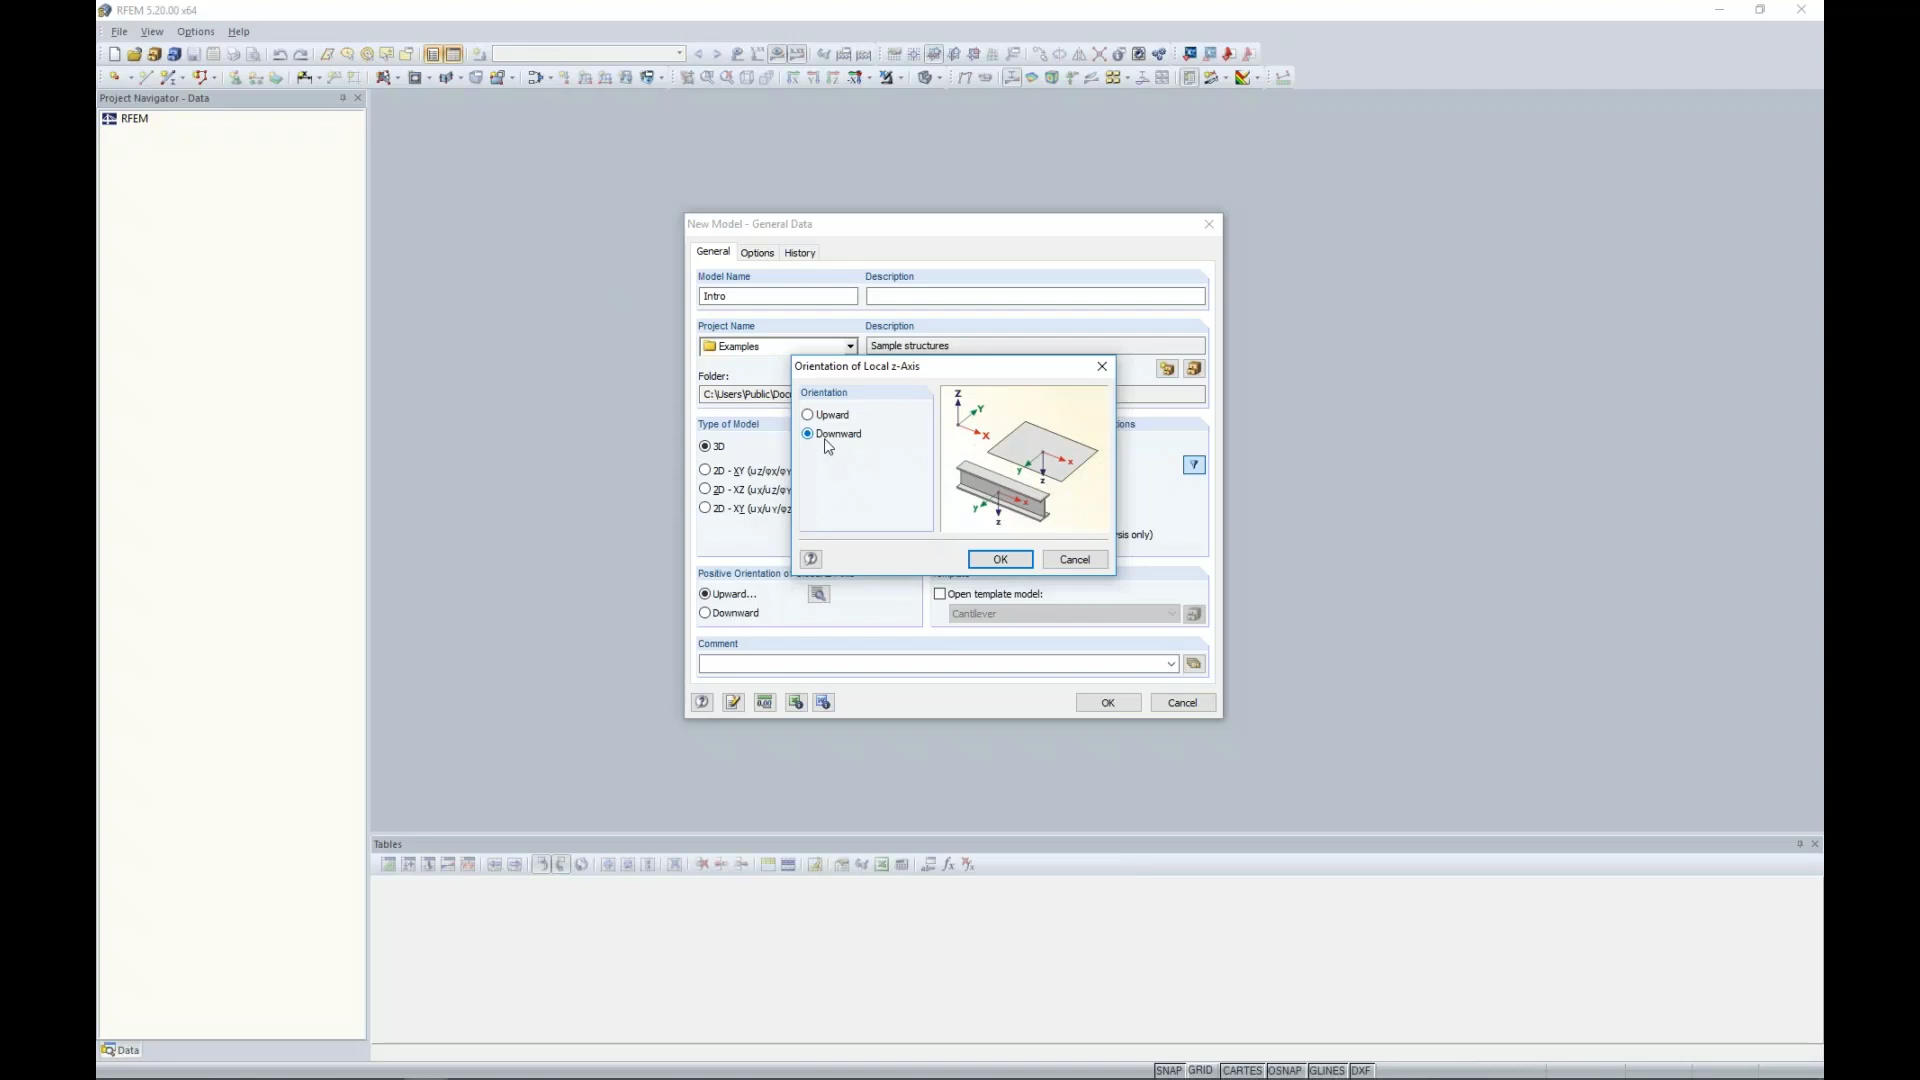 RFEM 5.20.00 x64
File View Options Help
Project Navigator - Data
RFEM
New Model - General Data
General Options History
Model Name Description
Intro
Project Name Description
Examples Sample structures
Orientation of Local z-Axis
Folder:
C:\Users\Public\Doc
Orientation
Z
Y
X
Upward
Downward
x
y
z
x
y
z
Type of Model
ions
3D
2D - XY (uz/φx/φY
2D - XZ (ux/uz/φY
2D - XY (ux/uY/φz
sis only)
OK Cancel
Positive Orientation o
Upward... Open template model:
Downward Cantilever
Comment
OK Cancel
Tables
Data
SNAP GRID CARTES OSNAP GLINES DXF